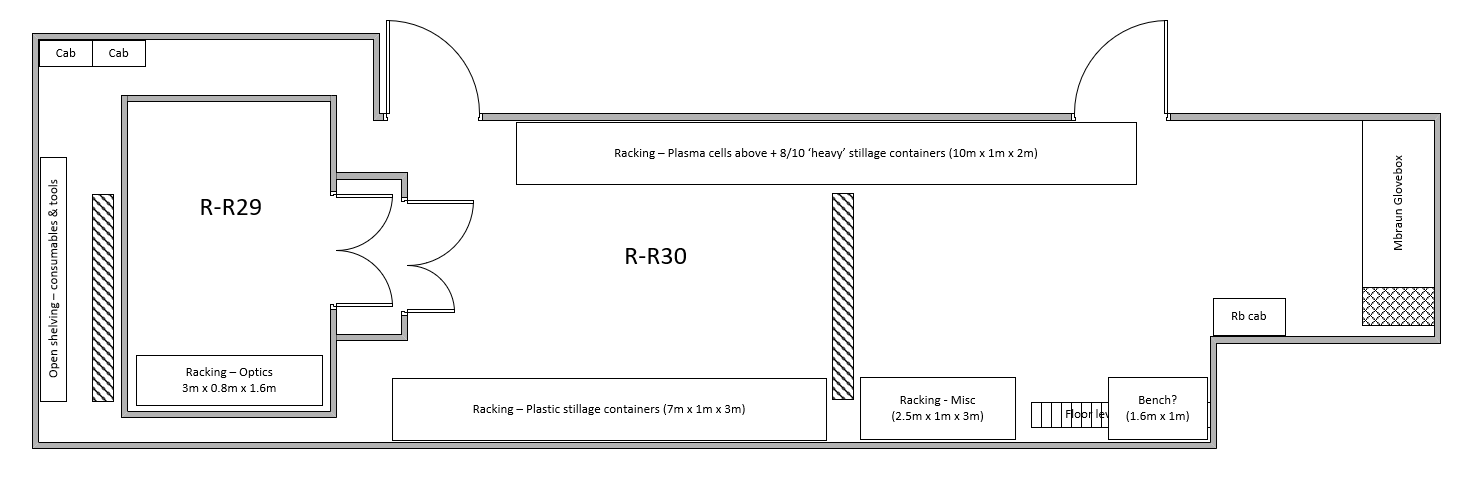 Cab
Cab
Racking – Plasma cells above + 8/10 ‘heavy’ stillage containers (10m x 1m x 2m)
Open shelving – consumables & tools
R-R29
R-R30
Mbraun Glovebox
Rb cab
Racking – Optics
3m x 0.8m x 1.6m
Racking – Plastic stillage containers (7m x 1m x 3m)
Racking - Misc
(2.5m x 1m x 3m)
Floor
Bench?
(1.6m x 1m)